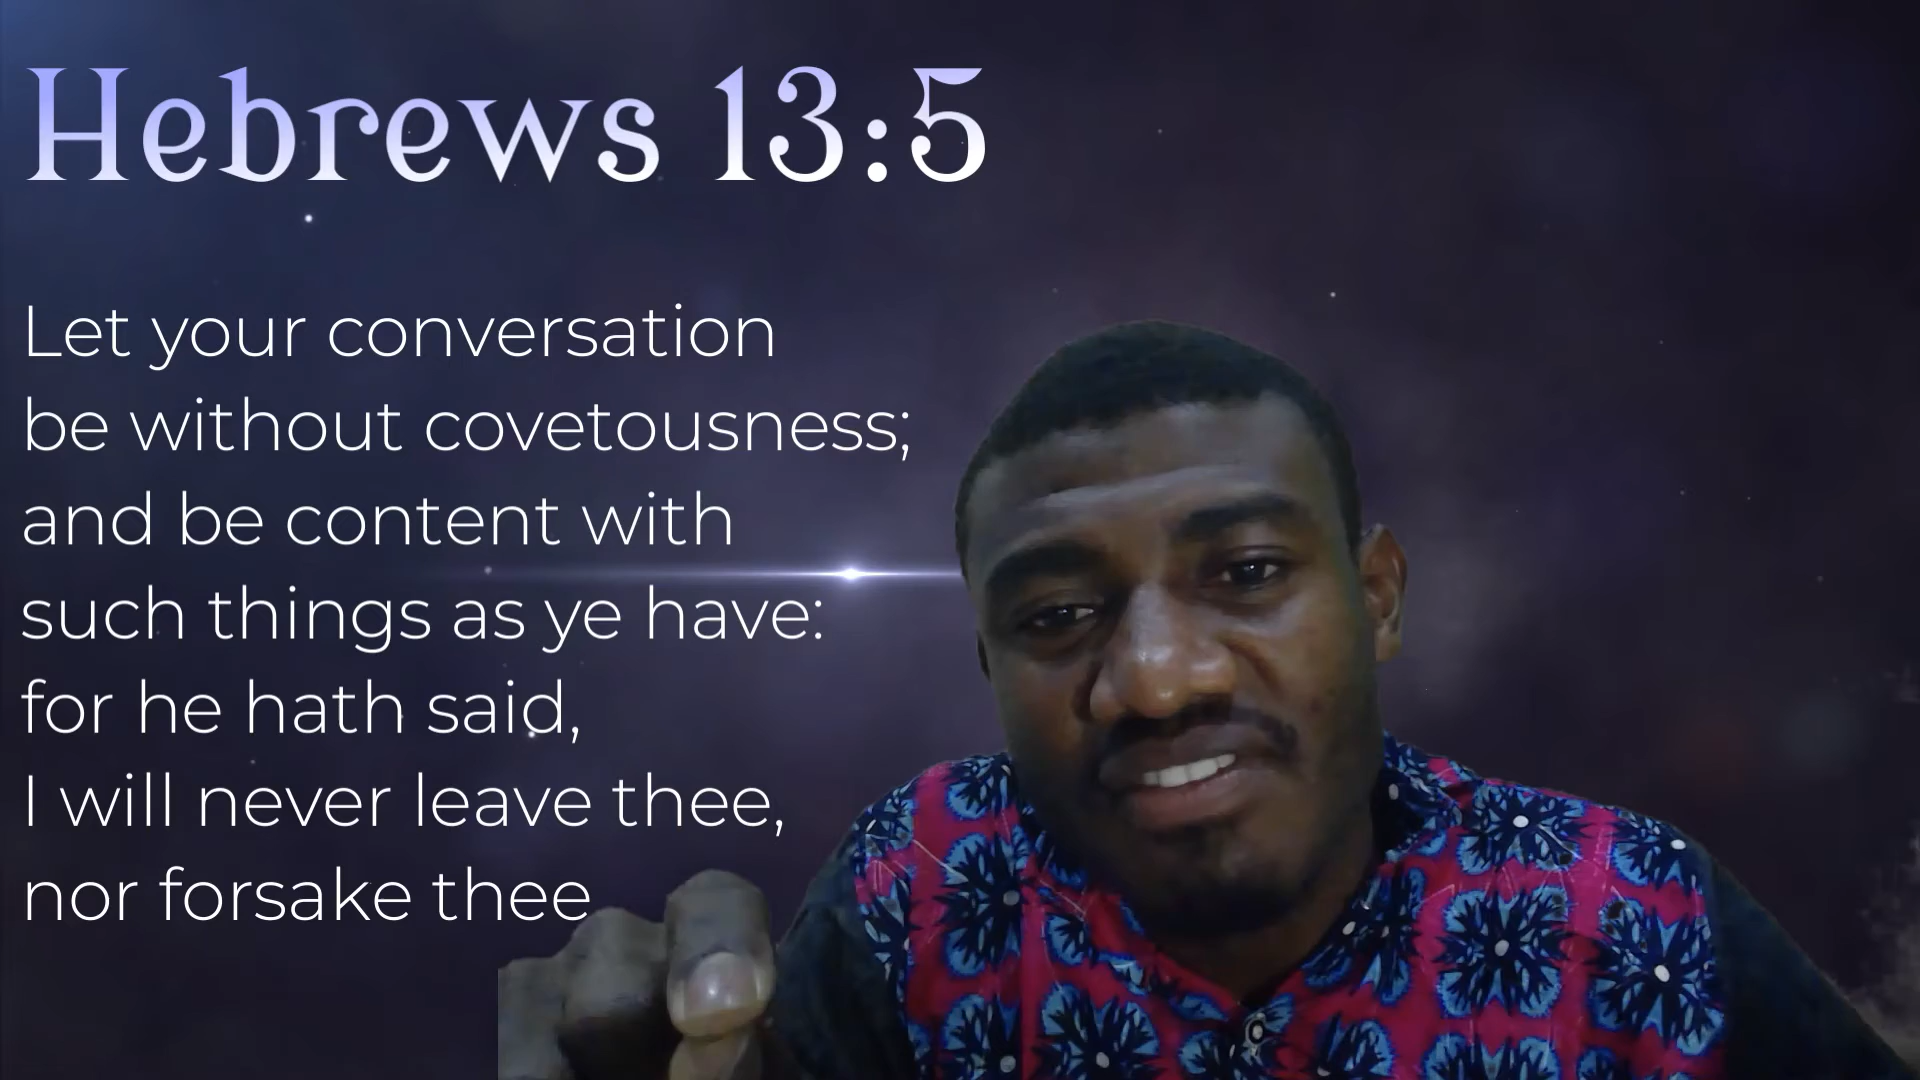 Hebrews 13:5
Let your conversation
be without covetousness;
and be content with
such things as ye have:
for he hath said,
I will never leave thee,
nor forsake thee